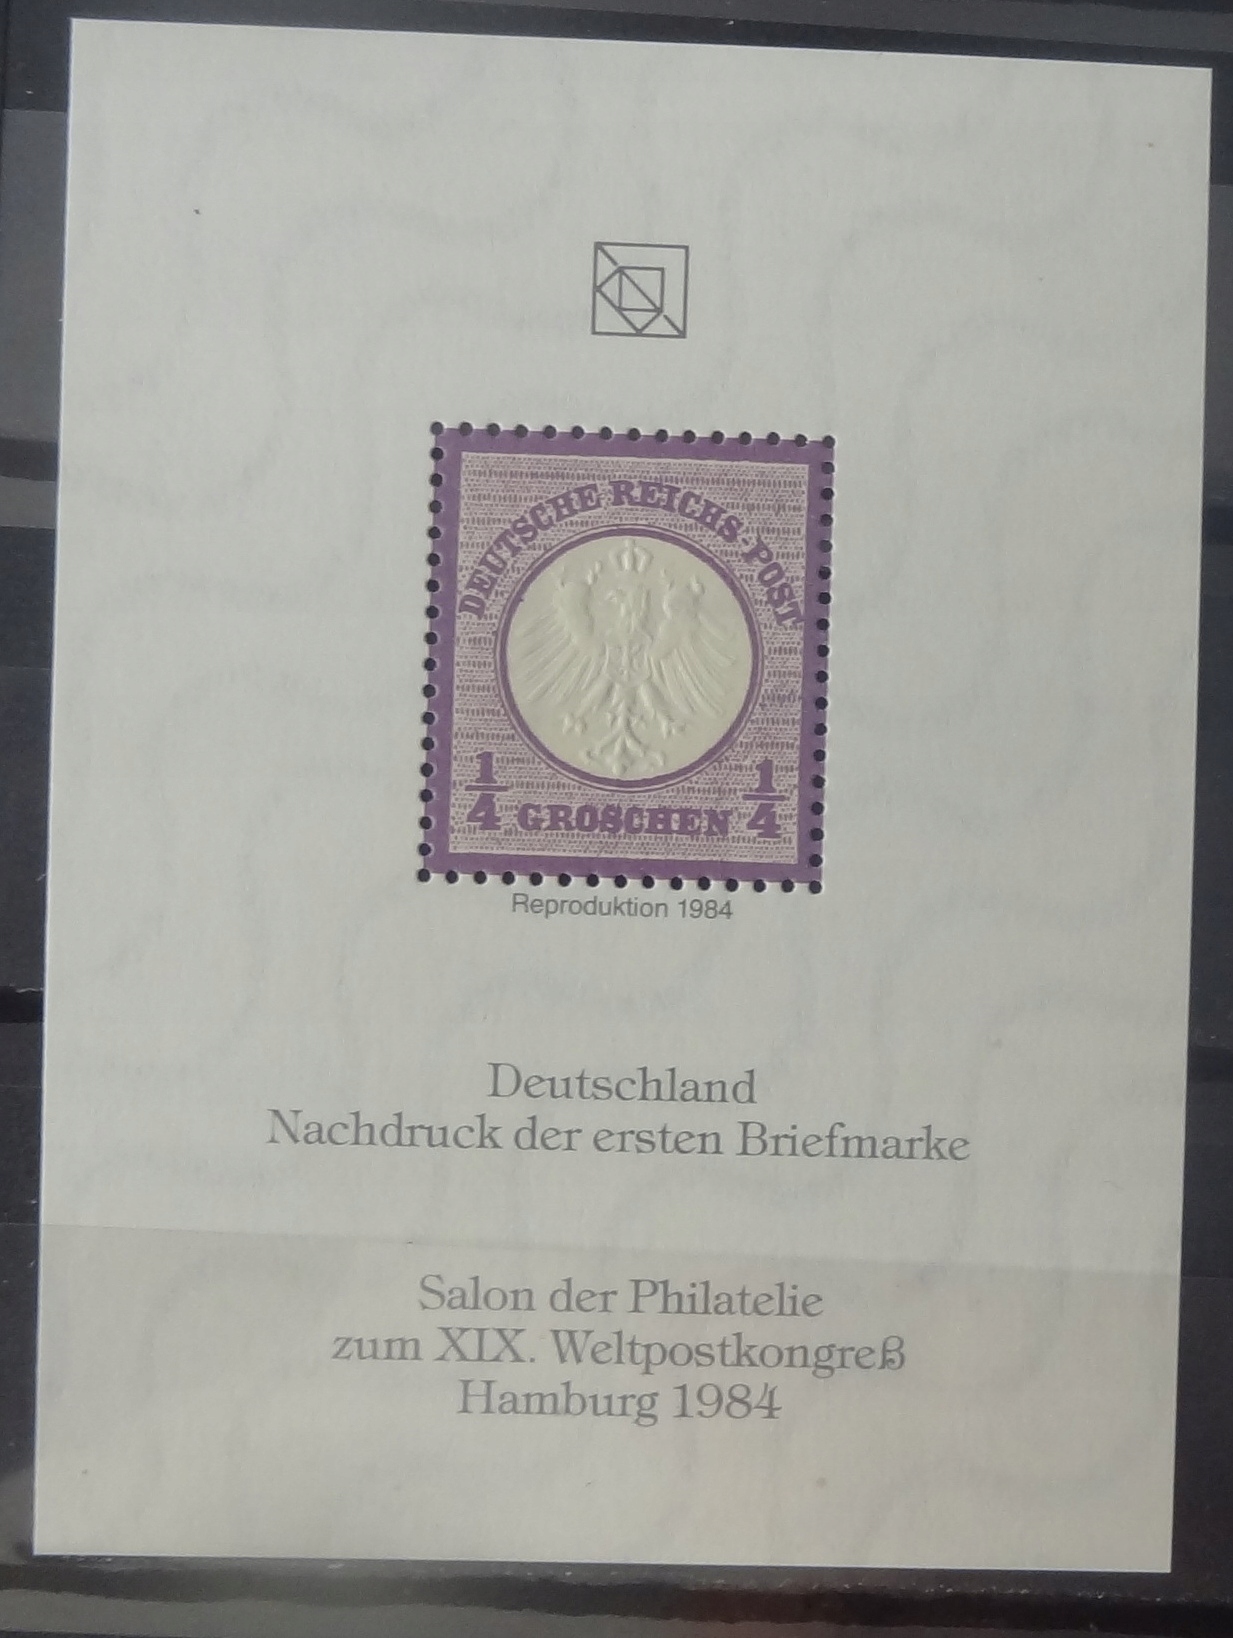 DEUTSCHE REICHS-POST
1/4 GROSCHEN 1/4
Reproduktion 1984
Deutschland
Nachdruck der ersten Briefmarke
Salon der Philatelie
zum XIX. Weltpostkongreß
Hamburg 1984